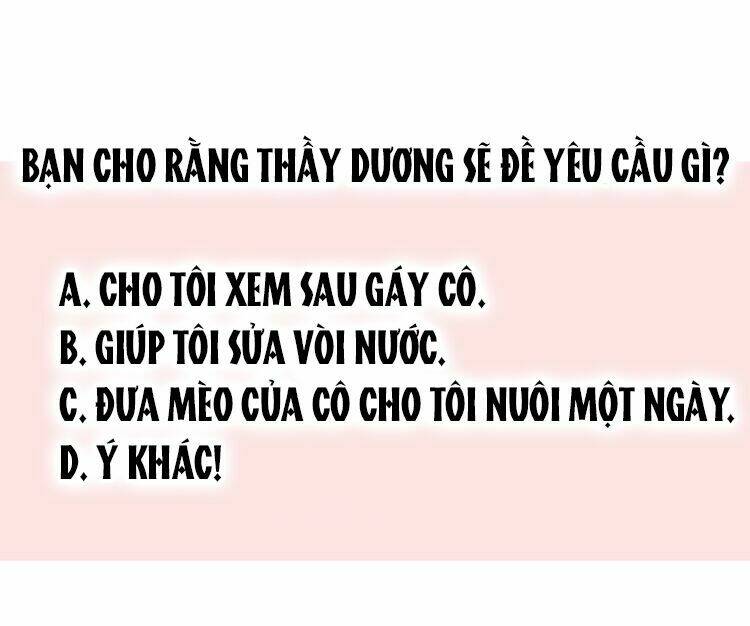 BẠN CHO RẰNG THẦY DƯƠNG SẼ ĐỀ YÊU CẦU GÌ?
A. CHO TÔI XEM SAU GÁY CÔ.
B. GIÚP TÔI SỬA VÒI NƯỚC.
C. ĐƯA MÈO CỦA CÔ CHO TÔI NUÔI MỘT NGÀY.
D. Ý KHÁC!